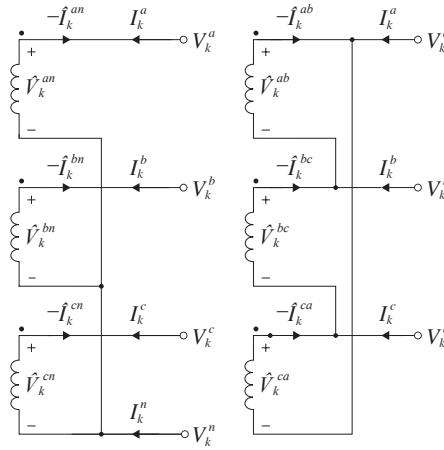 −Î_k^{an} I_k^a V_k^a
+
V̂_k^{an}
−
−Î_k^{bn} I_k^b V_k^b
+
V̂_k^{bn}
−
−Î_k^{cn} I_k^c V_k^c
+
V̂_k^{cn}
−
I_k^n V_k^n
−Î_k^{ab} I_k^a
+
V̂_k^{ab}
−
−Î_k^{bc} I_k^b
+
V̂_k^{bc}
−
−Î_k^{ca} I_k^c
+
V̂_k^{ca}
−